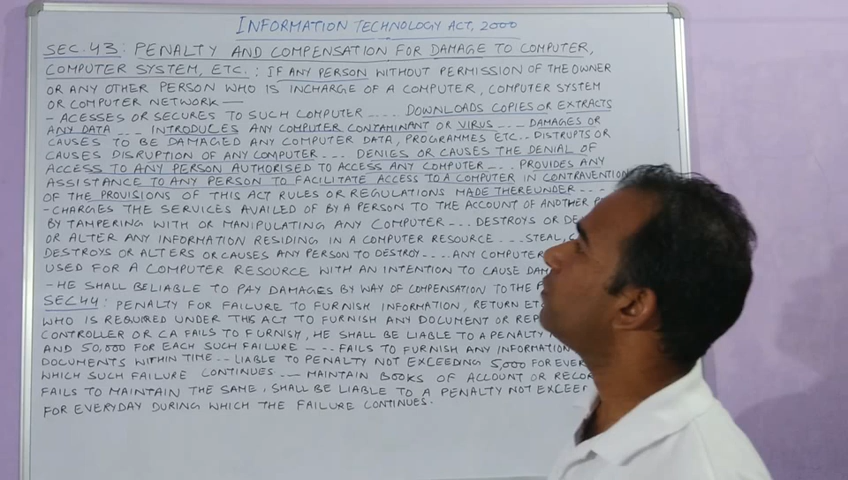 INFORMATION TECHNOLOGY ACT, 2000
SEC. 43: PENALTY AND COMPENSATION FOR DAMAGE TO COMPUTER,
COMPUTER SYSTEM, ETC.: IF ANY PERSON WITHOUT PERMISSION OF THE OWNER
OR ANY OTHER PERSON WHO IS INCHARGE OF A COMPUTER, COMPUTER SYSTEM
OR COMPUTER NETWORK —
- ACESSES OR SECURES TO SUCH COMPUTER .... DOWNLOADS COPIES OR EXTRACTS
ANY DATA ... INTRODUCES ANY COMPUTER CONTAMINANT OR VIRUS ... DAMAGES OR
CAUSES TO BE DAMAGED ANY COMPUTER DATA, PROGRAMMES ETC.. DISTRUPTS OR
CAUSES DISRUPTION OF ANY COMPUTER ... DENIES OR CAUSES THE DENIAL OF
ACCESS TO ANY PERSON AUTHORISED TO ACCESS ANY COMPUTER ... PROVIDES ANY
ASSISTANCE TO ANY PERSON TO FACILITATE ACCESS TO A COMPUTER IN CONTRAVENTION
OF THE PROVISIONS OF THIS ACT RULES OR REGULATIONS MADE THEREUNDER ...
- CHARGES THE SERVICES AVAILED OF BY A PERSON TO THE ACCOUNT OF ANOTHER
BY TAMPERING WITH OR MANIPULATING ANY COMPUTER ... DESTROYS OR
OR ALTER ANY INFORMATION RESIDING IN A COMPUTER RESOURCE ... STEAL,
DESTROYS OR ALTERS OR CAUSES ANY PERSON TO DESTROY .... ANY COMPUTER
USED FOR A COMPUTER RESOURCE WITH AN INTENTION TO CAUSE
- HE SHALL BE LIABLE TO PAY DAMAGES BY WAY OF COMPENSATION TO THE
SEC 44: PENALTY FOR FAILURE TO FURNISH INFORMATION, RETURN
WHO IS REQUIRED UNDER THIS ACT TO FURNISH ANY DOCUMENT OR
CONTROLLER OR CA FAILS TO FURNISH, HE SHALL BE LIABLE TO A PENALTY
AND 50,000 FOR EACH SUCH FAILURE ... FAILS TO FURNISH ANY INFORMATION
DOCUMENTS WITHIN TIME .. LIABLE TO PENALTY NOT EXCEEDING 5,000 FOR
WHICH SUCH FAILURE CONTINUES ... MAINTAIN BOOKS OF ACCOUNT OR
FAILS TO MAINTAIN THE SAME, SHALL BE LIABLE TO A PENALTY NOT
FOR EVERYDAY DURING WHICH THE FAILURE CONTINUES.